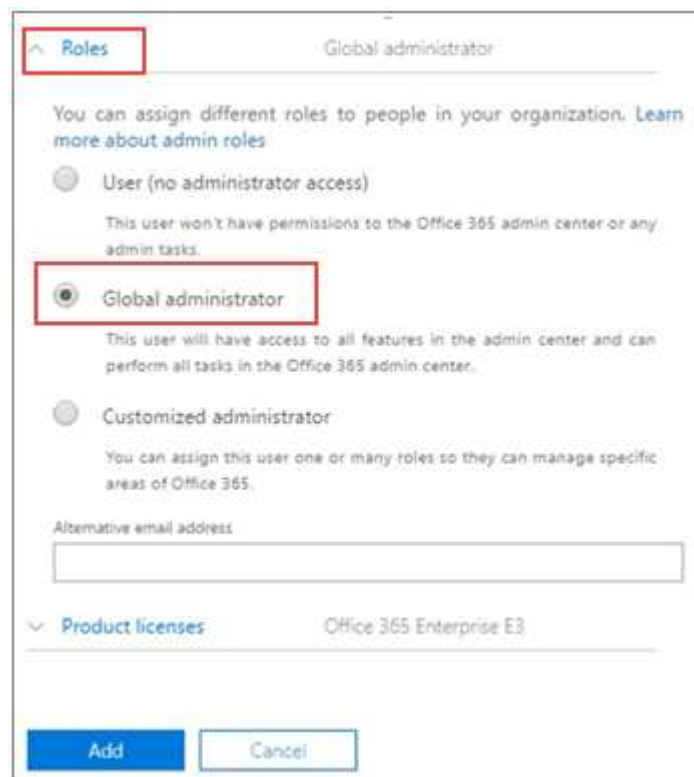 Roles Global administrator
You can assign different roles to people in your organization. Learn
more about admin roles
User (no administrator access)
This user won't have permissions to the Office 365 admin center or any
admin tasks.
Global administrator
This user will have access to all features in the admin center and can
perform all tasks in the Office 365 admin center.
Customized administrator
You can assign this user one or many roles so they can manage specific
areas of Office 365.
Alternative email address
Product licenses Office 365 Enterprise E3
Add Cancel